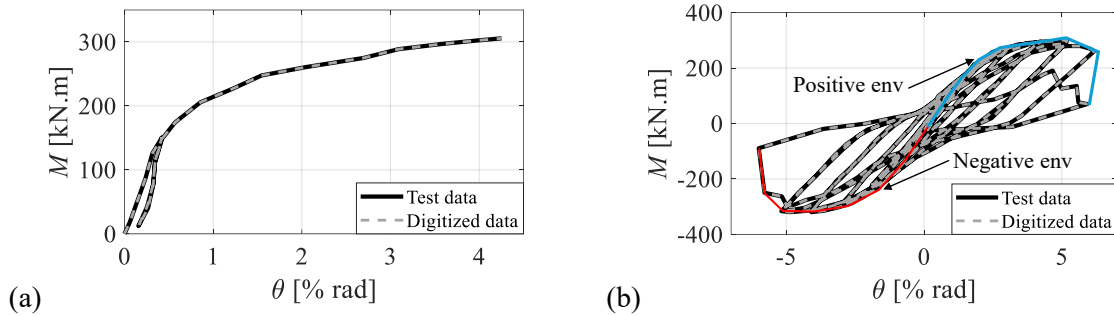 300
200
100
0
M [kN.m]
0
1
2
3
4
θ [% rad]
Test data
Digitized data
(a)
400
200
0
-200
-400
M [kN.m]
-5
0
5
θ [% rad]
Positive env
Negative env
Test data
Digitized data
(b)